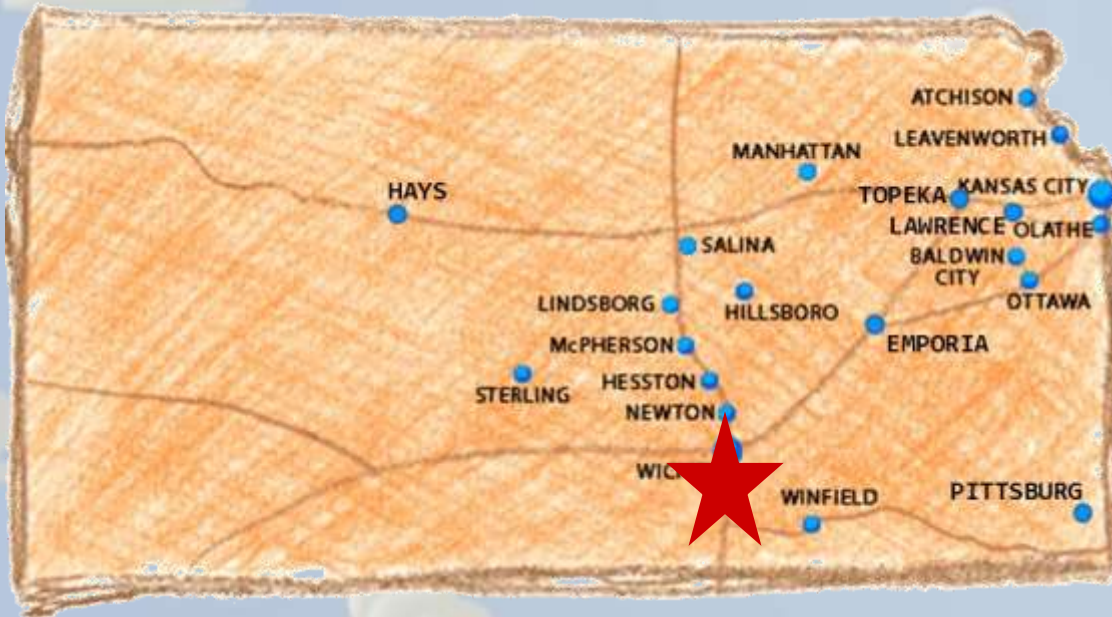 ATCHISON
LEAVENWORTH
MANHATTAN
HAYS
KANSAS CITY
TOPEKA
LAWRENCE
OLATHE
SALINA
BALDWIN
CITY
LINDSBORG
HILLSBORO
OTTAWA
McPHERSON
EMPORIA
HESSTON
STERLING
NEWTON
WINFIELD
PITTSBURG